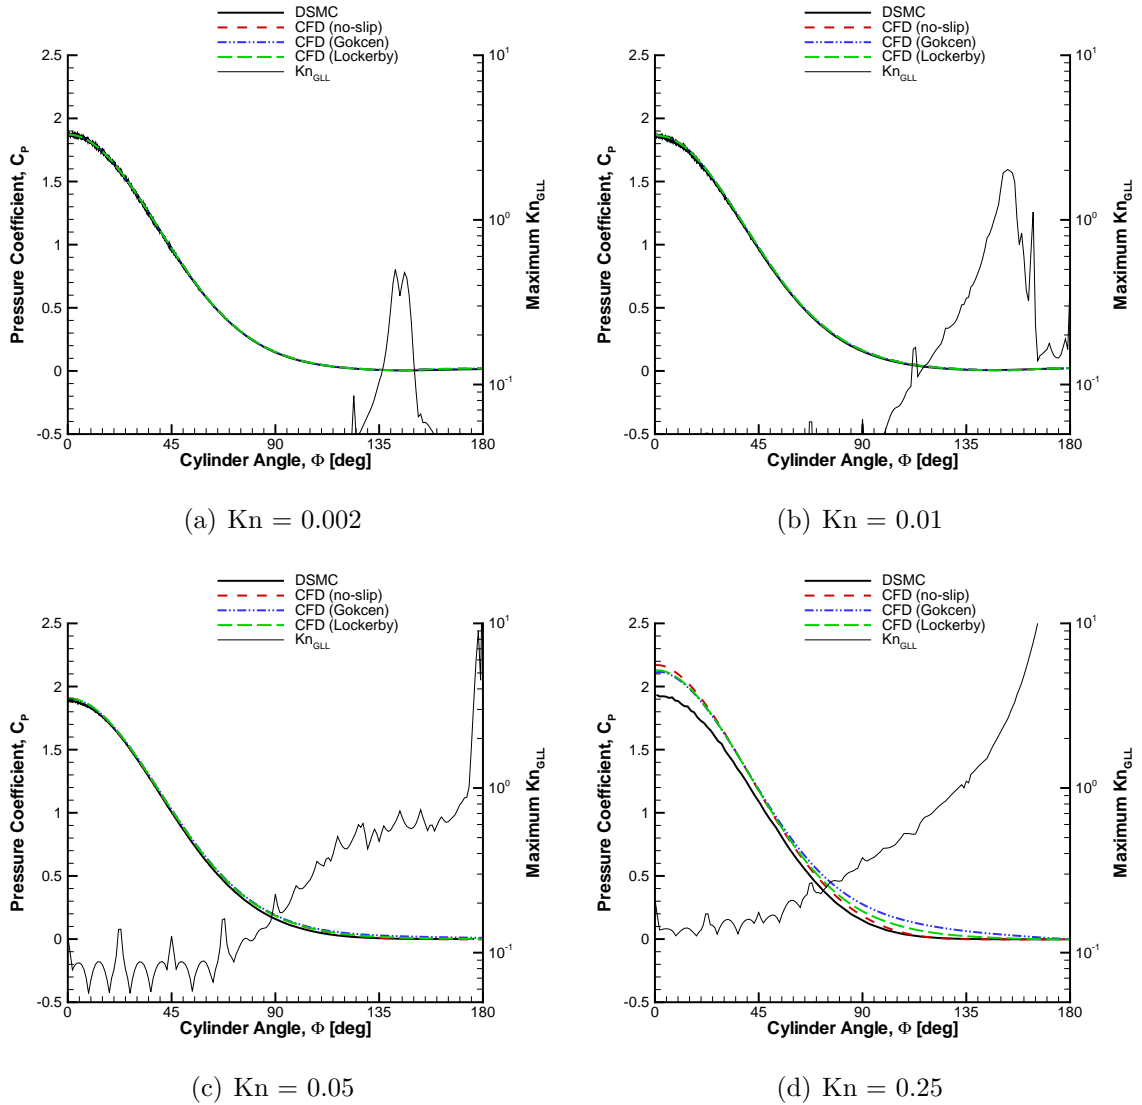 DSMC
CFD (no-slip)
CFD (Gokcen)
CFD (Lockerby)
Kn_GLL
2.5
2
1.5
1
0.5
0
-0.5
Pressure Coefficient, C_P
10^1
10^0
10^-1
Maximum Kn_GLL
0 45 90 135 180
Cylinder Angle, Φ [deg]
(a) Kn = 0.002
DSMC
CFD (no-slip)
CFD (Gokcen)
CFD (Lockerby)
Kn_GLL
2.5
2
1.5
1
0.5
0
-0.5
Pressure Coefficient, C_P
10^1
10^0
10^-1
Maximum Kn_GLL
0 45 90 135 180
Cylinder Angle, Φ [deg]
(b) Kn = 0.01
DSMC
CFD (no-slip)
CFD (Gokcen)
CFD (Lockerby)
Kn_GLL
2.5
2
1.5
1
0.5
0
-0.5
Pressure Coefficient, C_P
10^1
10^0
10^-1
Maximum Kn_GLL
0 45 90 135 180
Cylinder Angle, Φ [deg]
(c) Kn = 0.05
DSMC
CFD (no-slip)
CFD (Gokcen)
CFD (Lockerby)
Kn_GLL
2.5
2
1.5
1
0.5
0
-0.5
Pressure Coefficient, C_P
10^1
10^0
10^-1
Maximum Kn_GLL
0 45 90 135 180
Cylinder Angle, Φ [deg]
(d) Kn = 0.25